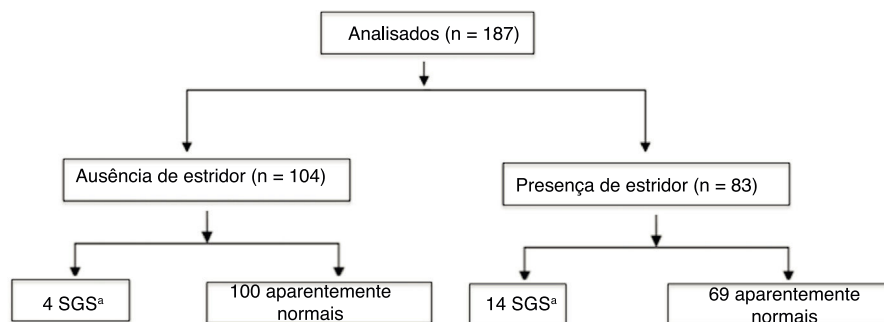 Analisados (n = 187)
Ausência de estridor (n = 104)
Presença de estridor (n = 83)
4 SGSᵃ
100 aparentemente
normais
14 SGSᵃ
69 aparentemente
normais